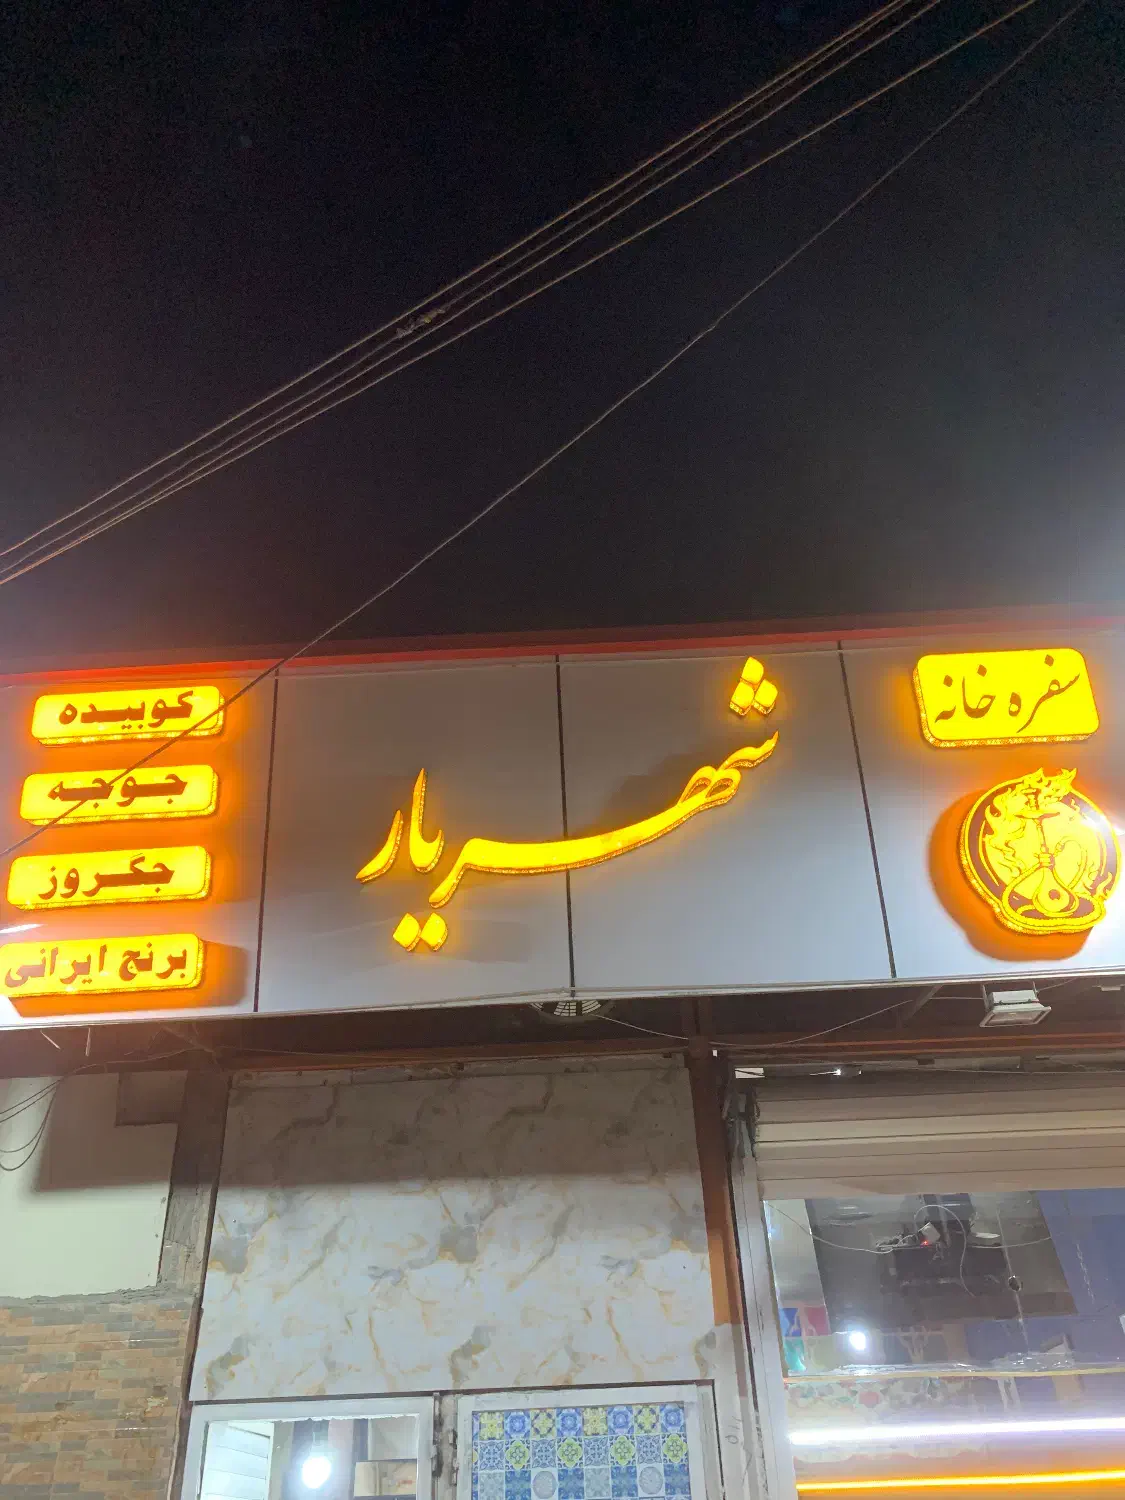 سفره خانه
شهریار
کوبیده
جوجه
جگروز
برنج ایرانی